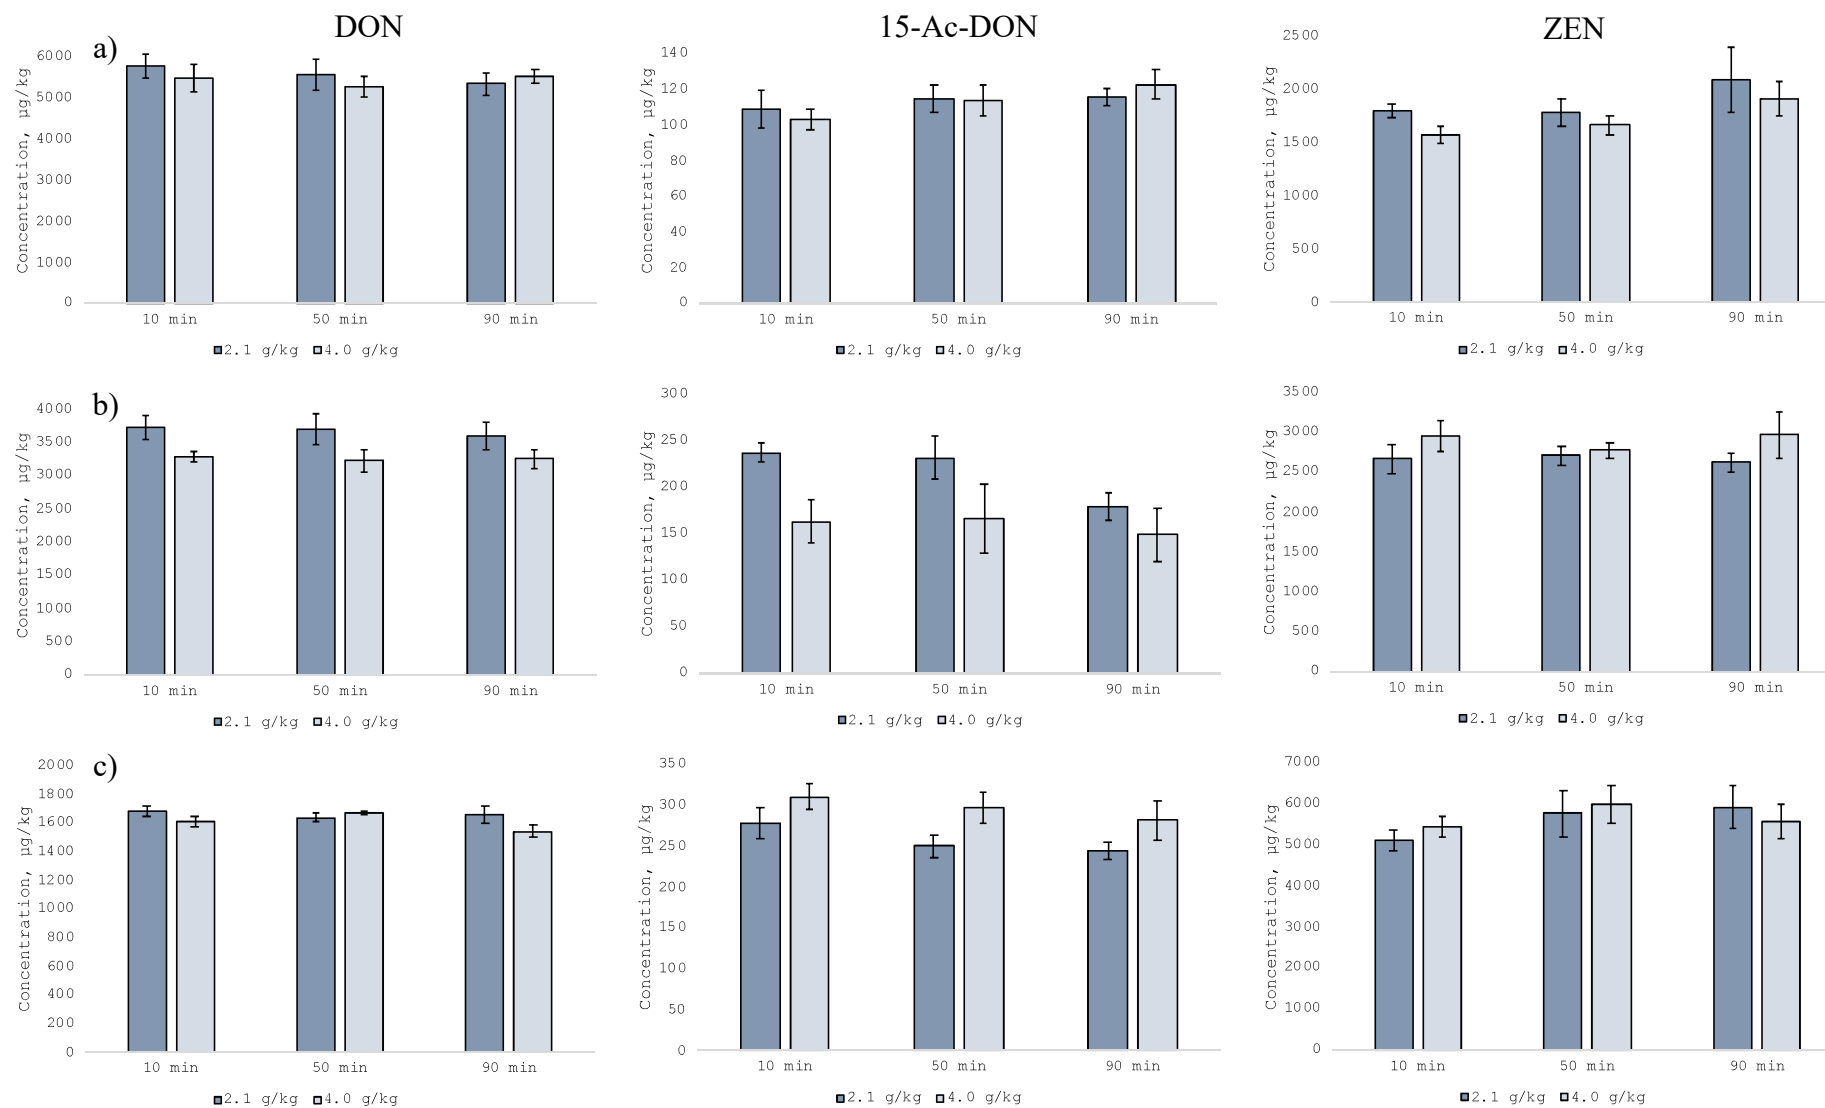 DON
15-Ac-DON
ZEN
a)
Concentration, µg/kg
6000
5000
4000
3000
2000
1000
0
10 min
50 min
90 min
2.1 g/kg
4.0 g/kg
Concentration, µg/kg
140
120
100
80
60
40
20
0
10 min
50 min
90 min
2.1 g/kg
4.0 g/kg
Concentration, µg/kg
2500
2000
1500
1000
500
0
10 min
50 min
90 min
2.1 g/kg
4.0 g/kg
b)
Concentration, µg/kg
4000
3500
3000
2500
2000
1500
1000
500
0
10 min
50 min
90 min
2.1 g/kg
4.0 g/kg
Concentration, µg/kg
300
250
200
150
100
50
0
10 min
50 min
90 min
2.1 g/kg
4.0 g/kg
Concentration, µg/kg
3500
3000
2500
2000
1500
1000
500
0
10 min
50 min
90 min
2.1 g/kg
4.0 g/kg
c)
Concentration, µg/kg
2000
1800
1600
1400
1200
1000
800
600
400
200
0
10 min
50 min
90 min
2.1 g/kg
4.0 g/kg
Concentration, µg/kg
350
300
250
200
150
100
50
0
10 min
50 min
90 min
2.1 g/kg
4.0 g/kg
Concentration, µg/kg
7000
6000
5000
4000
3000
2000
1000
0
10 min
50 min
90 min
2.1 g/kg
4.0 g/kg